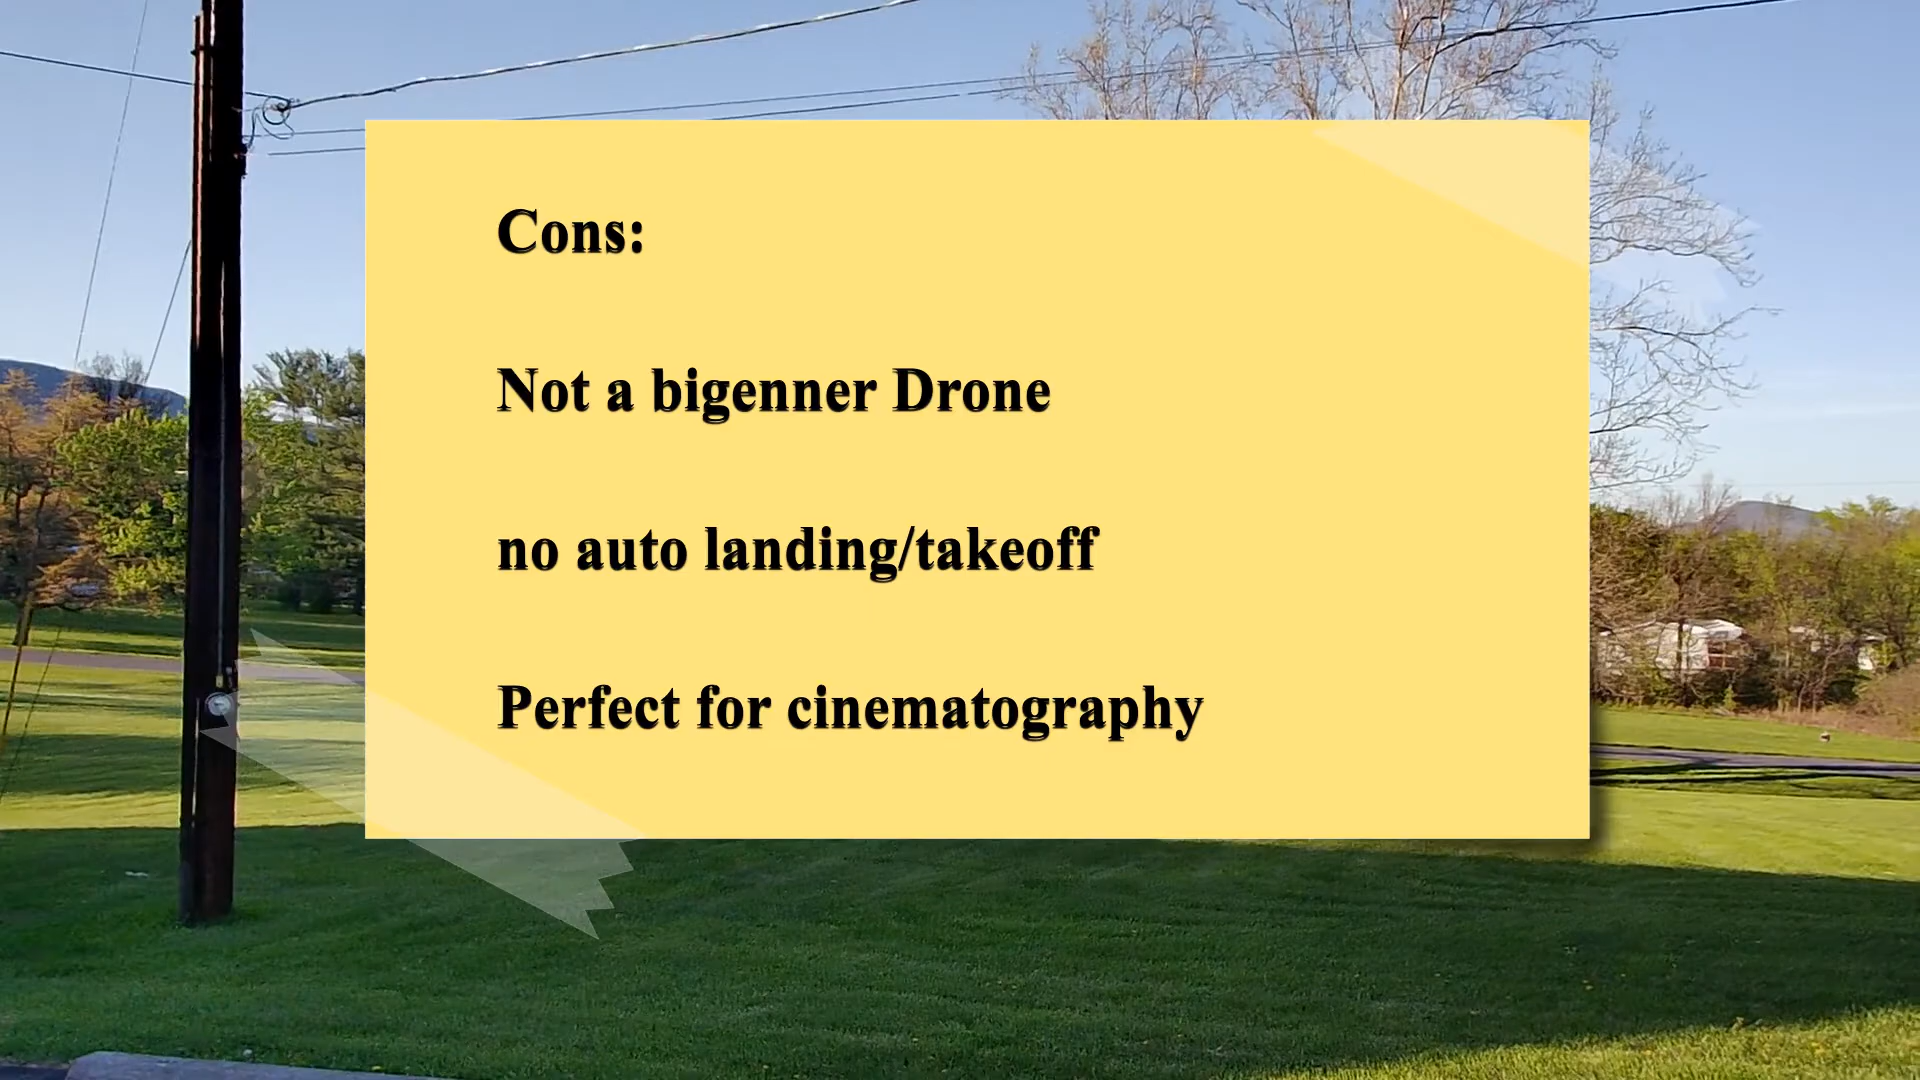 Cons:
Not a bigenner Drone
no auto landing/takeoff
Perfect for cinematography